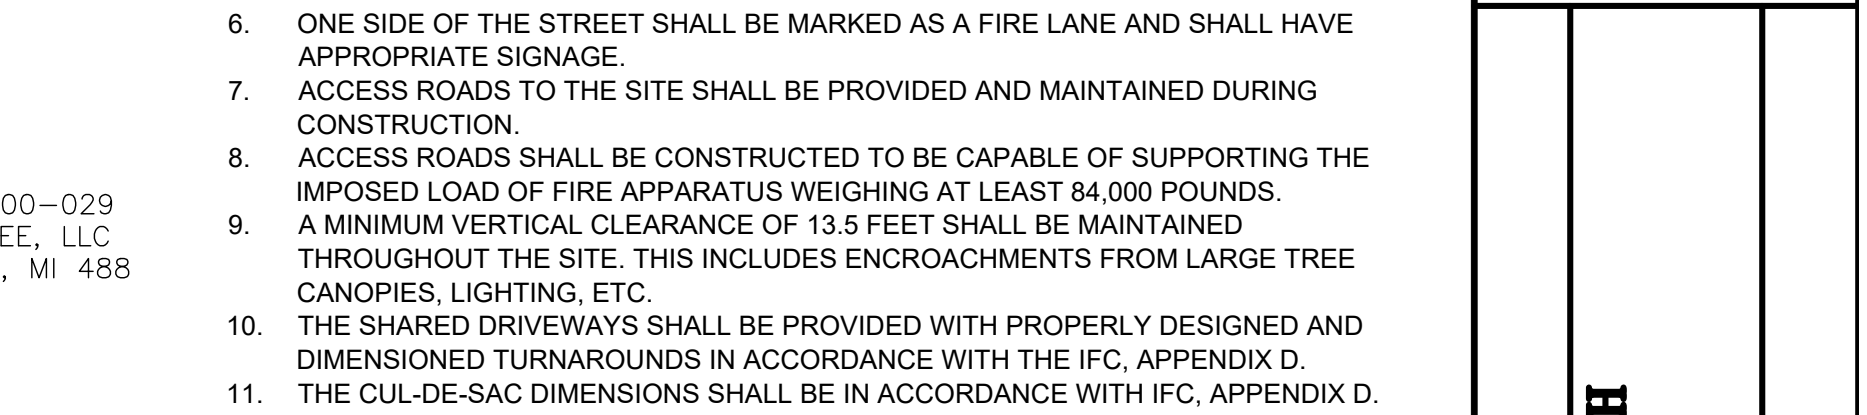 6. ONE SIDE OF THE STREET SHALL BE MARKED AS A FIRE LANE AND SHALL HAVE
APPROPRIATE SIGNAGE.
7. ACCESS ROADS TO THE SITE SHALL BE PROVIDED AND MAINTAINED DURING
CONSTRUCTION.
8. ACCESS ROADS SHALL BE CONSTRUCTED TO BE CAPABLE OF SUPPORTING THE
IMPOSED LOAD OF FIRE APPARATUS WEIGHING AT LEAST 84,000 POUNDS.
9. A MINIMUM VERTICAL CLEARANCE OF 13.5 FEET SHALL BE MAINTAINED
THROUGHOUT THE SITE. THIS INCLUDES ENCROACHMENTS FROM LARGE TREE
CANOPIES, LIGHTING, ETC.
10. THE SHARED DRIVEWAYS SHALL BE PROVIDED WITH PROPERLY DESIGNED AND
DIMENSIONED TURNAROUNDS IN ACCORDANCE WITH THE IFC, APPENDIX D.
11. THE CUL-DE-SAC DIMENSIONS SHALL BE IN ACCORDANCE WITH IFC, APPENDIX D.
00-029
EE, LLC
, MI 488
H